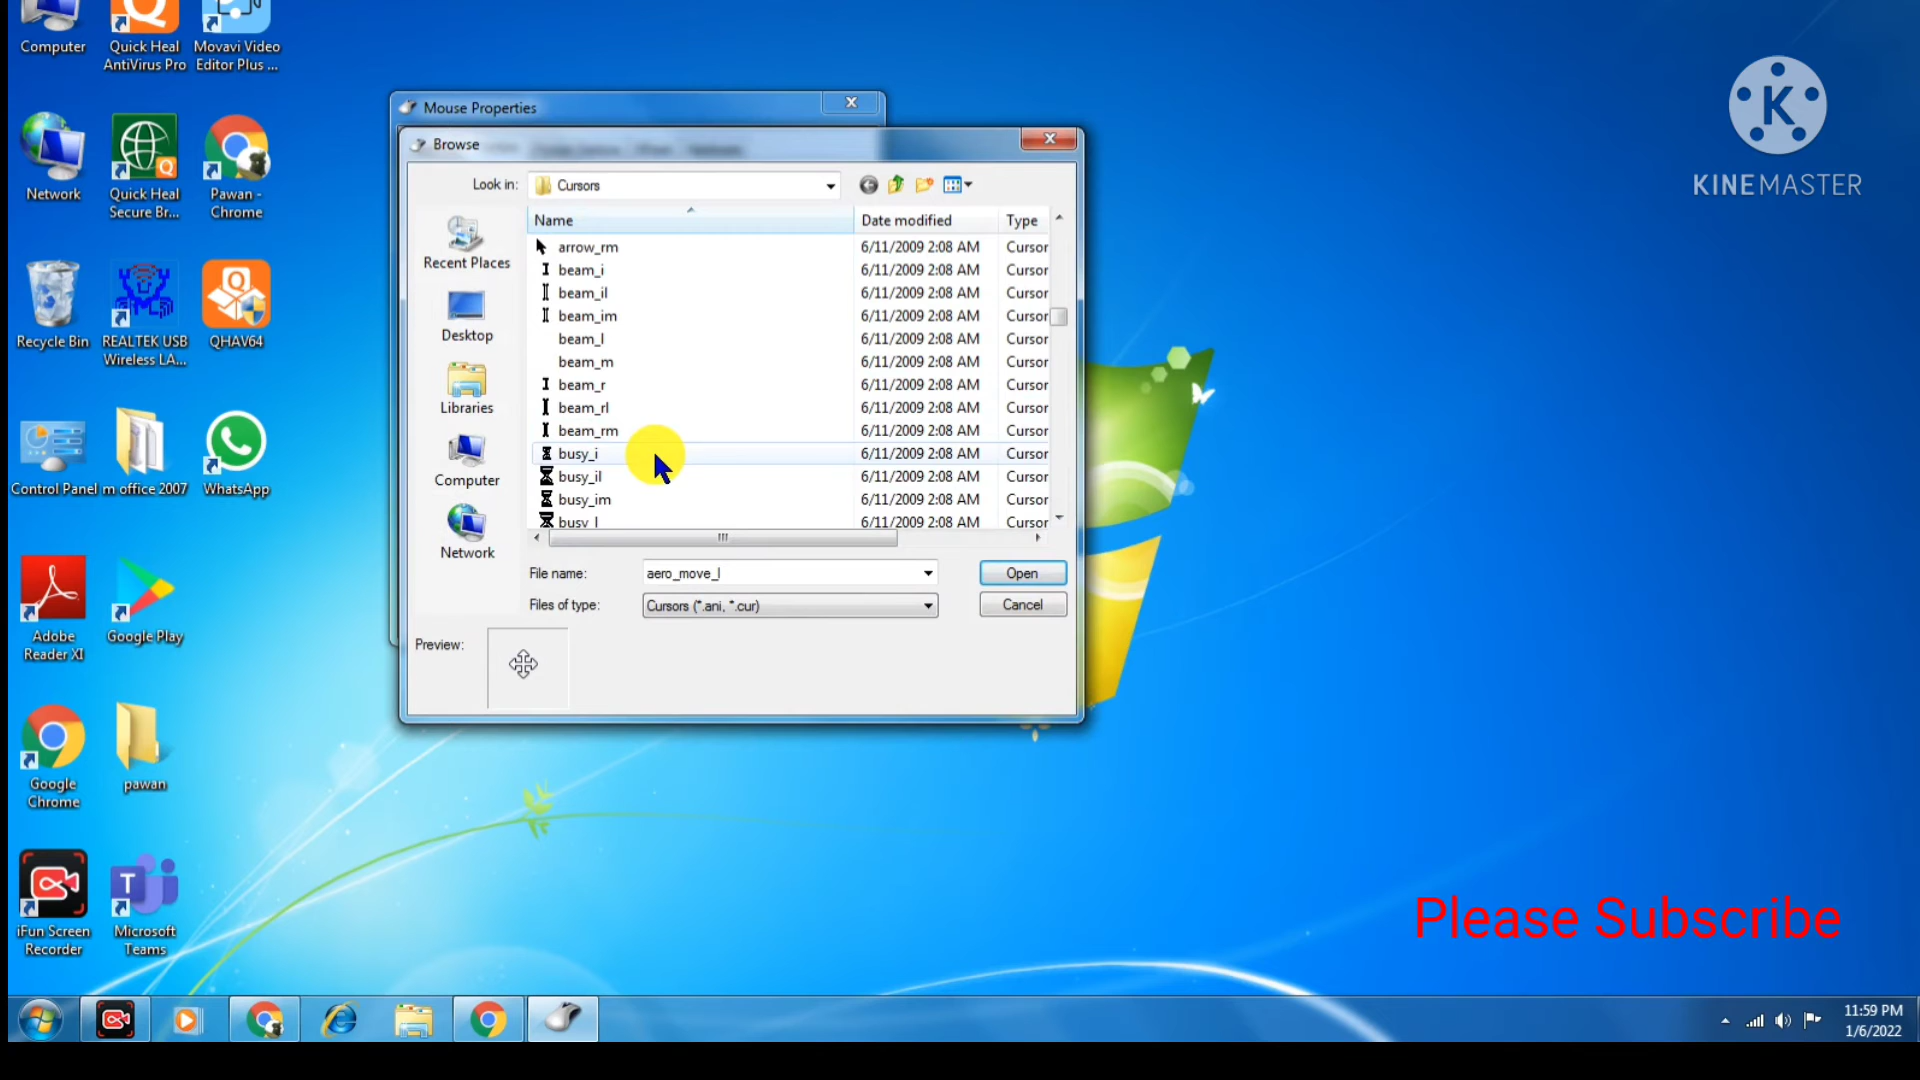 Computer
Quick Heal
AntiVirus Pro
Movavi Video
Editor Plus ...
Network
Quick Heal
Secure Br...
Pawan -
Chrome
Recycle Bin
REALTEK USB
Wireless LA...
QHAV64
Control Panel
m office 2007
WhatsApp
Adobe
Reader XI
Google Play
Google
Chrome
pawan
iFun Screen
Recorder
Microsoft
Teams
Mouse Properties
Browse
Look in:
Cursors
Recent Places
Desktop
Libraries
Computer
Network
Name Date modified Type
arrow_rm 6/11/2009 2:08 AM Cursor
beam_i 6/11/2009 2:08 AM Cursor
beam_il 6/11/2009 2:08 AM Cursor
beam_im 6/11/2009 2:08 AM Cursor
beam_l 6/11/2009 2:08 AM Cursor
beam_m 6/11/2009 2:08 AM Cursor
beam_r 6/11/2009 2:08 AM Cursor
beam_rl 6/11/2009 2:08 AM Cursor
beam_rm 6/11/2009 2:08 AM Cursor
busy_i 6/11/2009 2:08 AM Cursor
busy_il 6/11/2009 2:08 AM Cursor
busy_im 6/11/2009 2:08 AM Cursor
busy_l 6/11/2009 2:08 AM Cursor
File name: aero_move_l Open
Files of type: Cursors (*.ani, *.cur) Cancel
Preview:
K
KINEMASTER
Please Subscribe
11:59 PM
1/6/2022